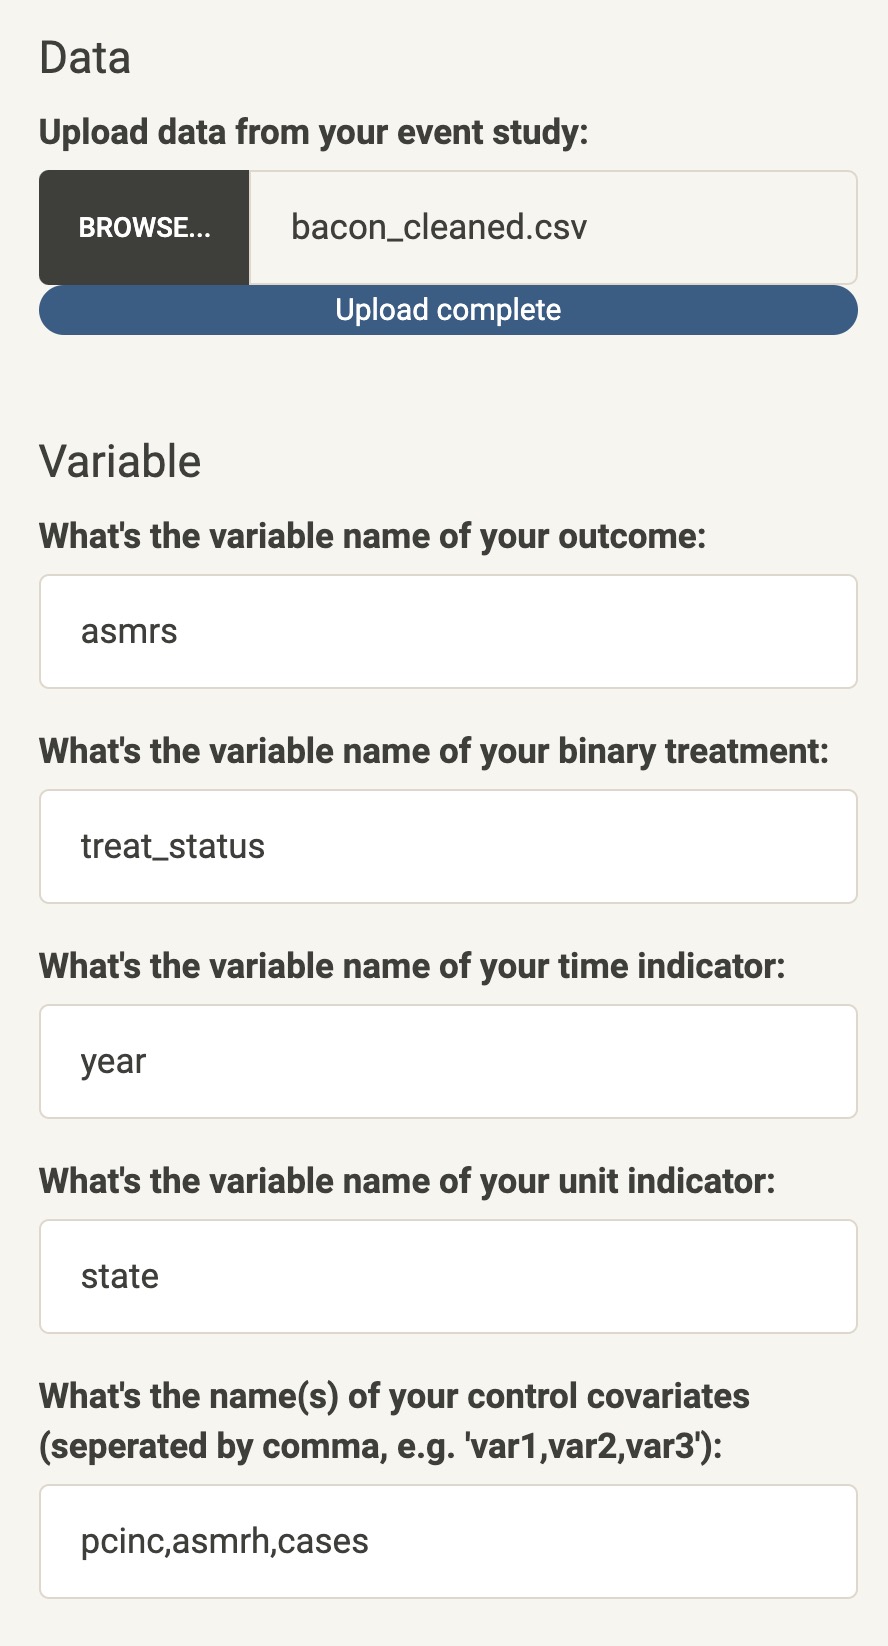 Data
Upload data from your event study:
BROWSE... bacon_cleaned.csv
Upload complete
Variable
What's the variable name of your outcome:
asmrs
What's the variable name of your binary treatment:
treat_status
What's the variable name of your time indicator:
year
What's the variable name of your unit indicator:
state
What's the name(s) of your control covariates
(seperated by comma, e.g. 'var1,var2,var3'):
pcinc,asmrh,cases